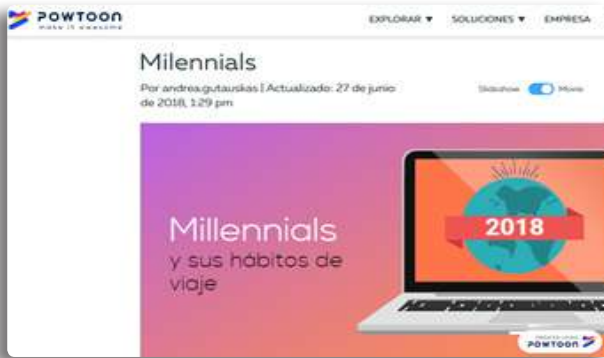 POWTOON
make it awesome
EXPLORAR ▼ SOLUCIONES ▼ EMPRESA
Milennials
Por andrea.gutauskas | Actualizado: 27 de junio
de 2018, 1:29 pm
Slideshow Movie
Millennials
y sus hábitos de
viaje
2018
POWTOON